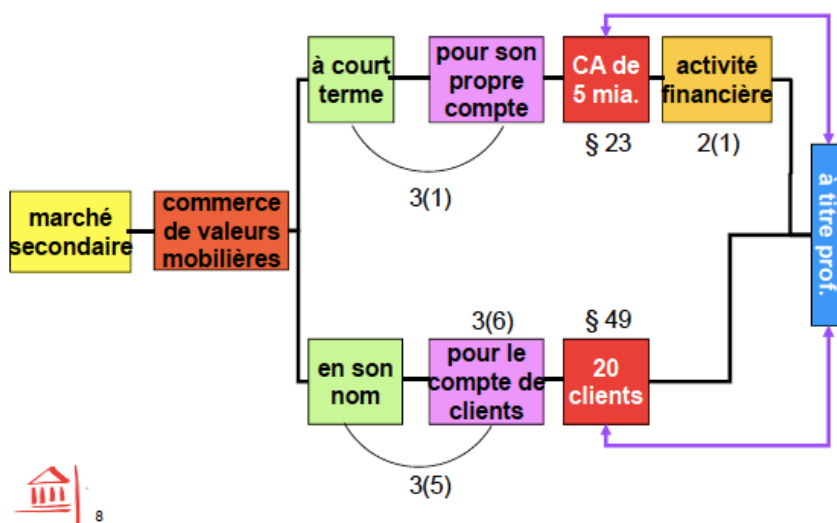 à court
terme
pour son
propre
compte
CA de
5 mia.
activité
financière
§ 23
2(1)
3(1)
marché
secondaire
commerce
de valeurs
mobilières
à titre prof.
3(6)
§ 49
en son
nom
pour le
compte de
clients
20
clients
3(5)
8